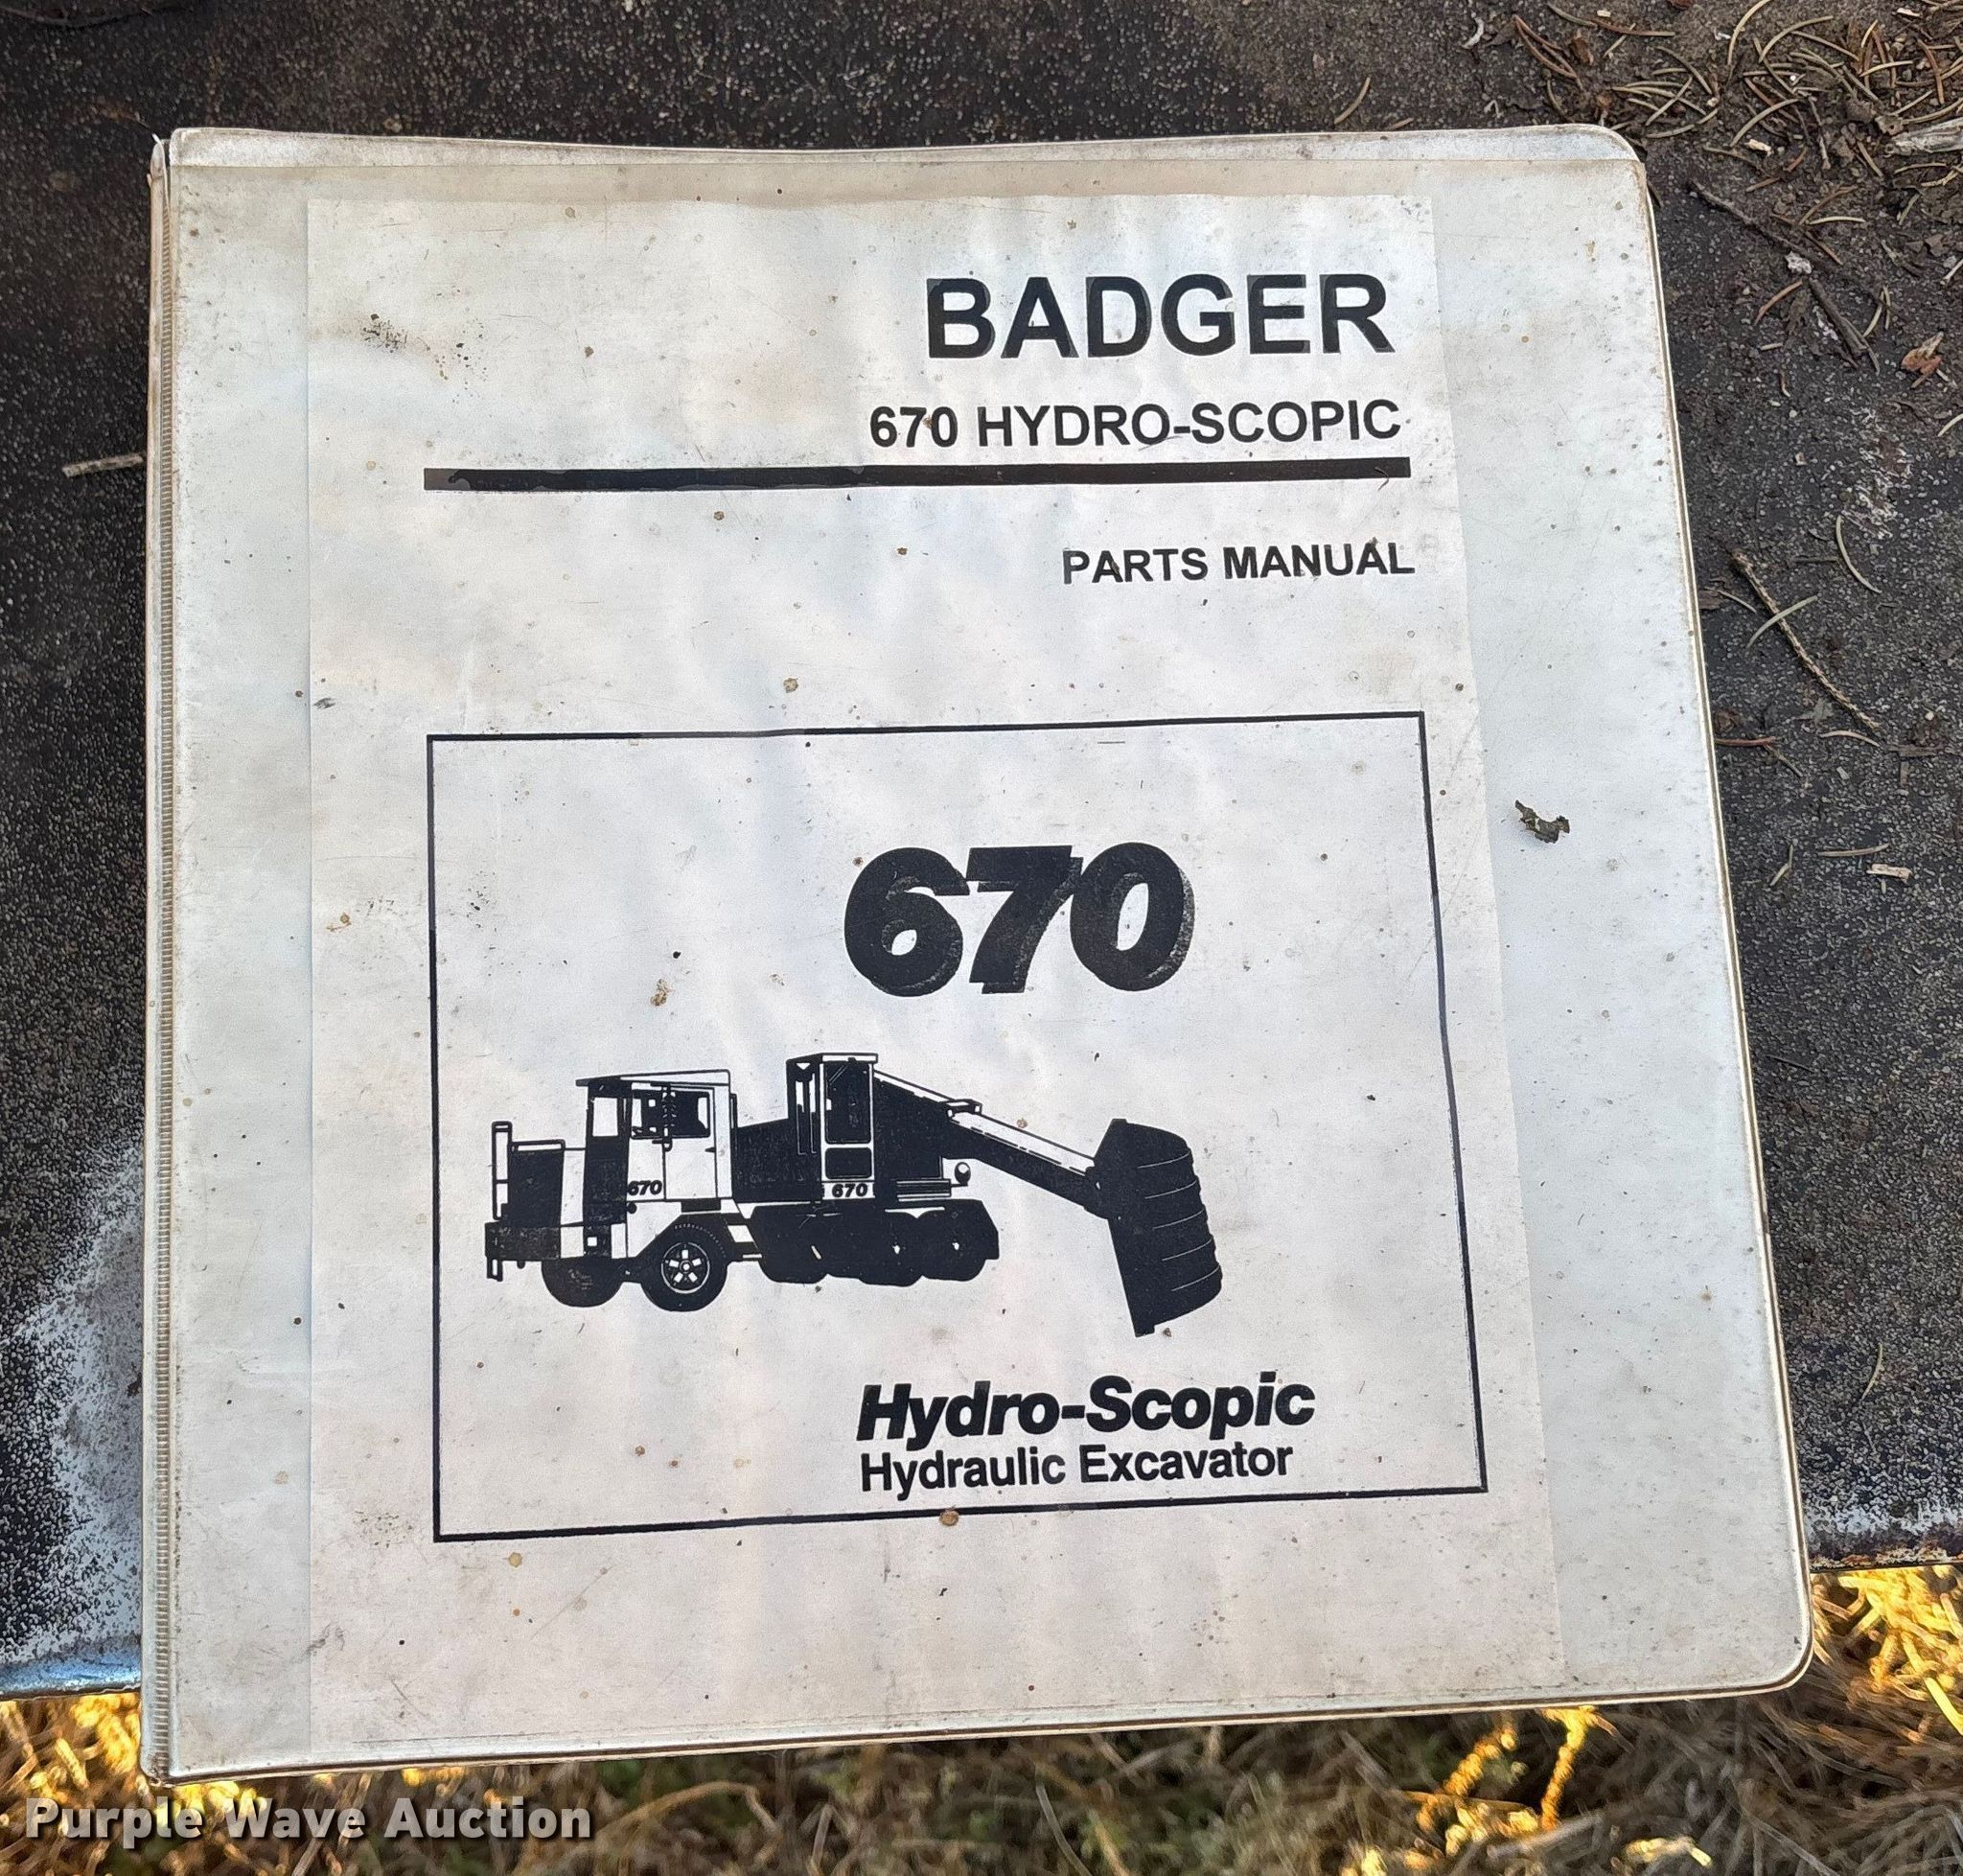 BADGER
670 HYDRO-SCOPIC
PARTS MANUAL
670
670
670
Hydro-Scopic
Hydraulic Excavator
Purple Wave Auction